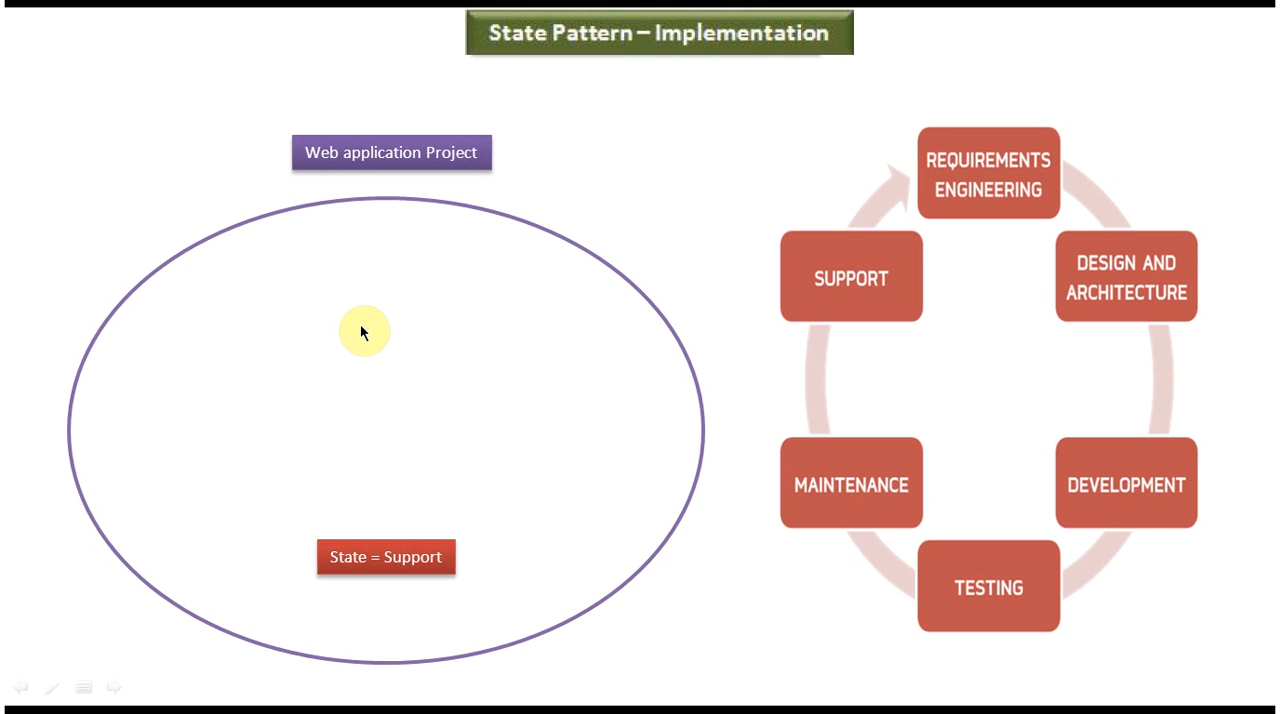 State Pattern – Implementation
Web application Project
State = Support
REQUIREMENTS
ENGINEERING
DESIGN AND
ARCHITECTURE
DEVELOPMENT
TESTING
MAINTENANCE
SUPPORT